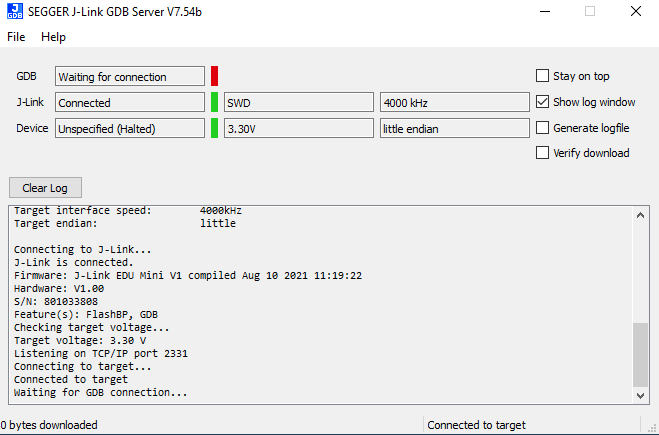 J GDB SEGGER J-Link GDB Server V7.54b
File Help
GDB Waiting for connection Stay on top
J-Link Connected SWD 4000 kHz Show log window
Device Unspecified (Halted) 3.30V little endian Generate logfile
Verify download
Clear Log
Target interface speed: 4000kHz
Target endian: little
Connecting to J-Link...
J-Link is connected.
Firmware: J-Link EDU Mini V1 compiled Aug 10 2021 11:19:22
Hardware: V1.00
S/N: 801033808
Feature(s): FlashBP, GDB
Checking target voltage...
Target voltage: 3.30 V
Listening on TCP/IP port 2331
Connecting to target...
Connected to target
Waiting for GDB connection...
0 bytes downloaded Connected to target